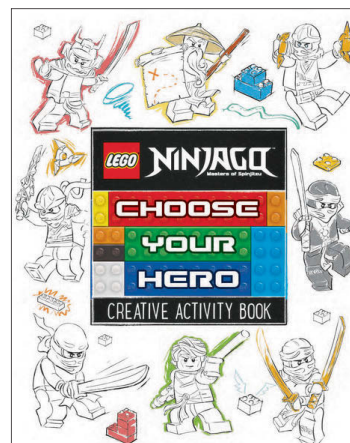 LEGO NINJAGO
Masters of Spinjitzu
CHOOSE
YOUR
HERO
CREATIVE ACTIVITY BOOK